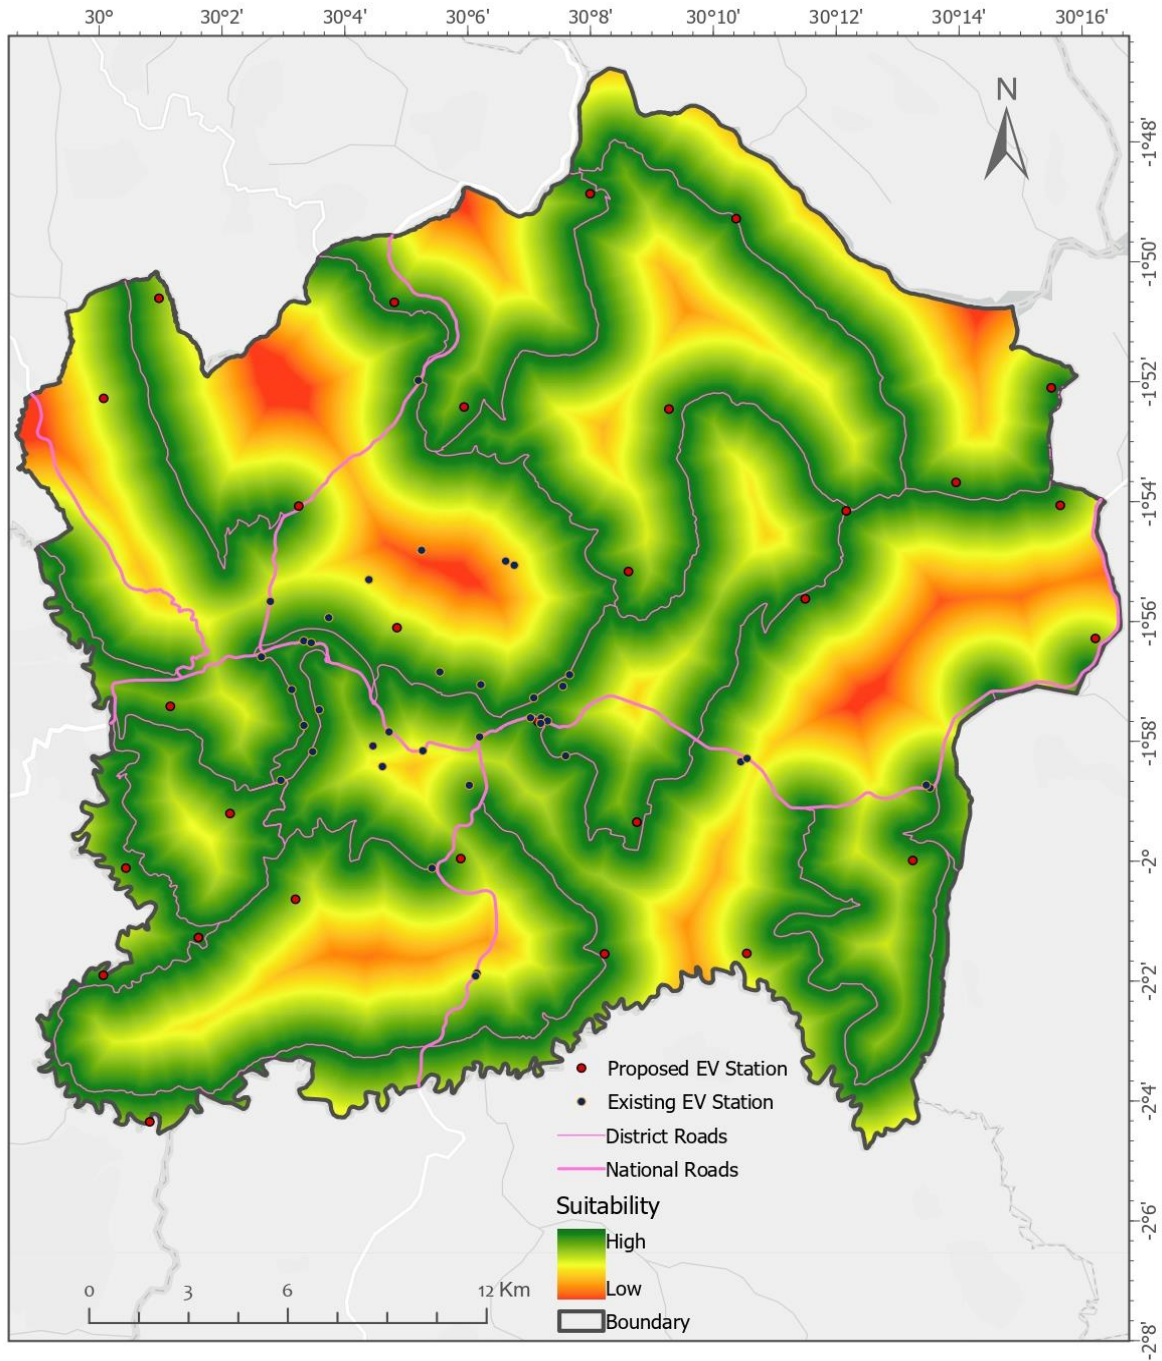 30° 30°2' 30°4' 30°6' 30°8' 30°10' 30°12' 30°14' 30°16'
N
-1°48'
-1°50'
-1°52'
-1°54'
-1°56'
-1°58'
-2°
-2°2'
-2°4'
-2°6'
-2°8'
Proposed EV Station
Existing EV Station
District Roads
National Roads
Suitability
High
Low
Boundary
0 3 6 12 Km